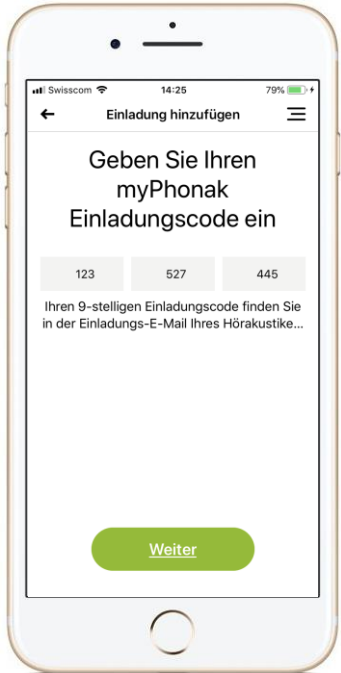 Swisscom 14:25 79%
Einladung hinzufügen
Geben Sie Ihren
myPhonak
Einladungscode ein
123 527 445
Ihren 9-stelligen Einladungscode finden Sie
in der Einladungs-E-Mail Ihres Hörakustike...
Weiter